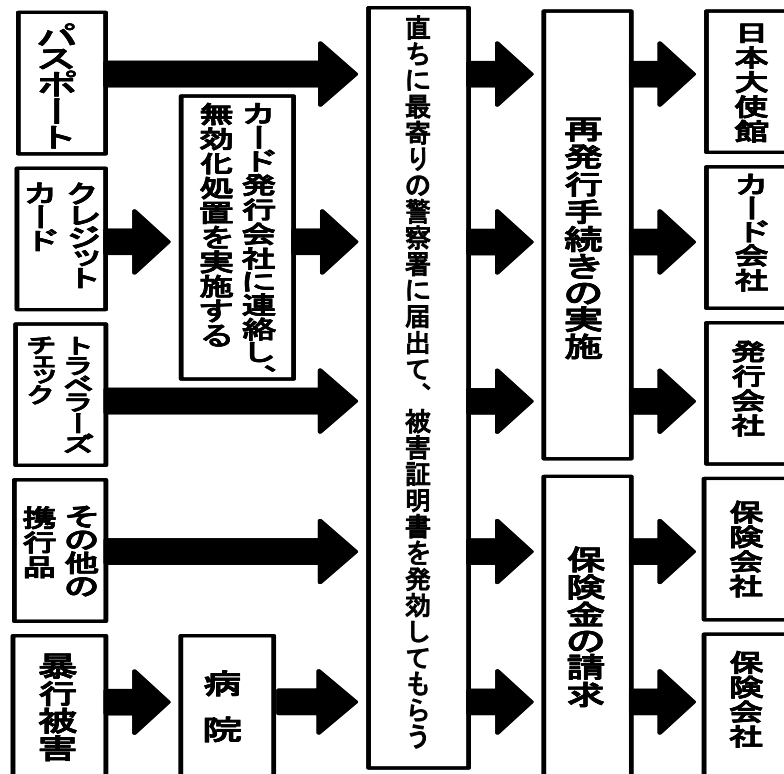 パスポート
クレジット
カード
トラベラーズ
チェック
その他の
携行品
暴行被害
カード発行会社に連絡し、
無効化処置を実施する
病院
直ちに最寄りの警察署に届出て、被害証明書を発効してもらう
再発行手続きの実施
保険金の請求
日本大使館
カード会社
発行会社
保険会社
保険会社